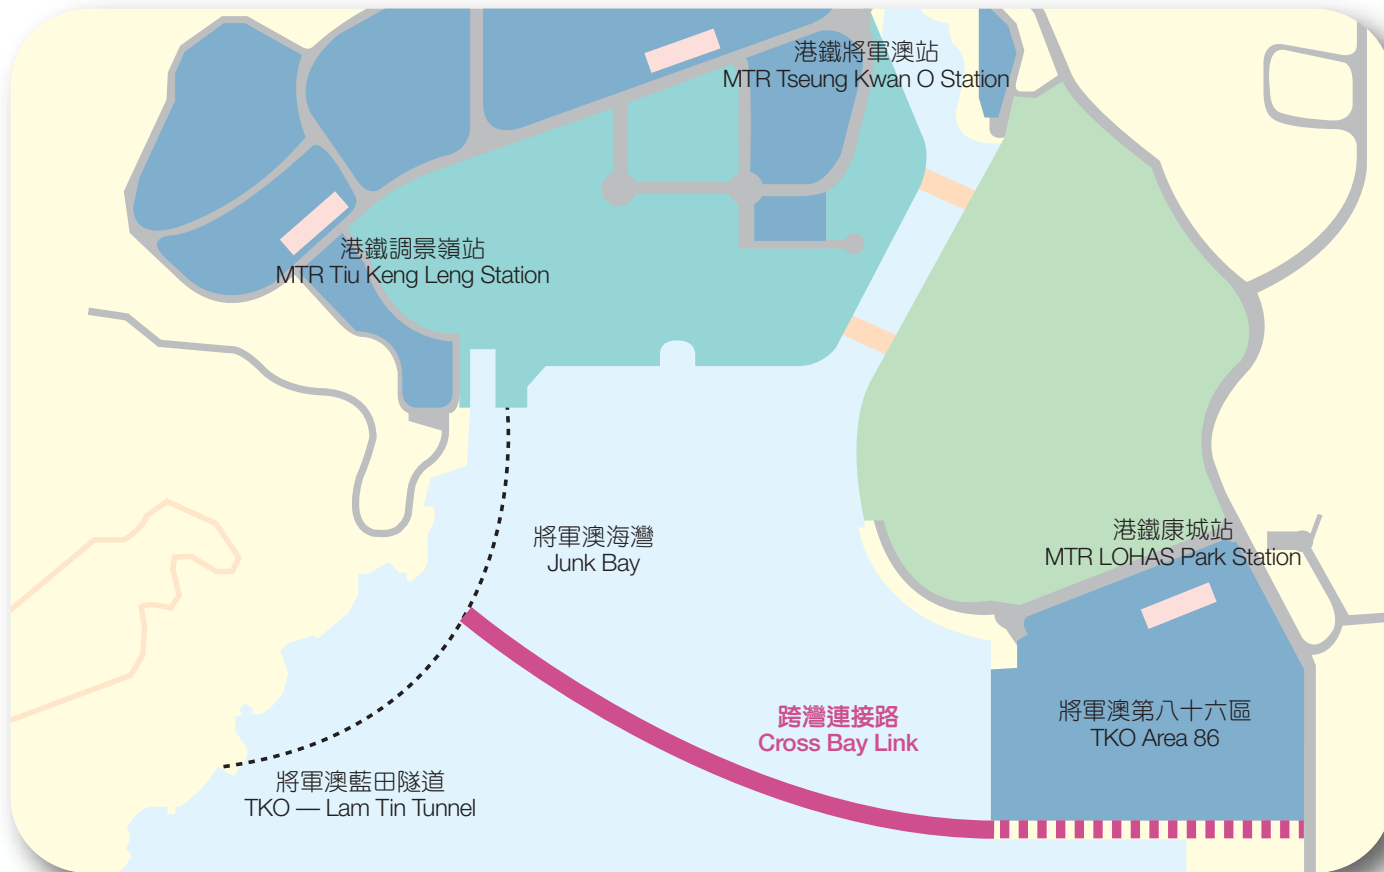 港鐵將軍澳站
MTR Tseung Kwan O Station
港鐵調景嶺站
MTR Tiu Keng Leng Station
將軍澳海灣
Junk Bay
港鐵康城站
MTR LOHAS Park Station
跨灣連接路
Cross Bay Link
將軍澳第八十六區
TKO Area 86
將軍澳藍田隧道
TKO — Lam Tin Tunnel